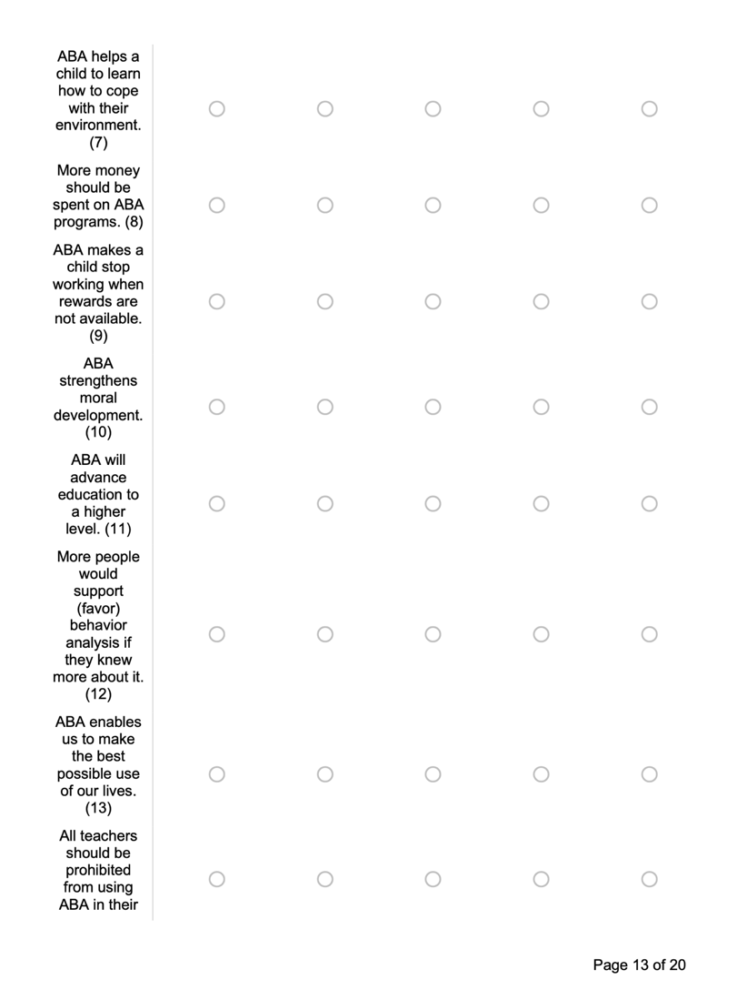 ABA helps a
child to learn
how to cope
with their
environment.
(7)
More money
should be
spent on ABA
programs. (8)
ABA makes a
child stop
working when
rewards are
not available.
(9)
ABA
strengthens
moral
development.
(10)
ABA will
advance
education to
a higher
level. (11)
More people
would
support
(favor)
behavior
analysis if
they knew
more about it.
(12)
ABA enables
us to make
the best
possible use
of our lives.
(13)
All teachers
should be
prohibited
from using
ABA in their
Page 13 of 20